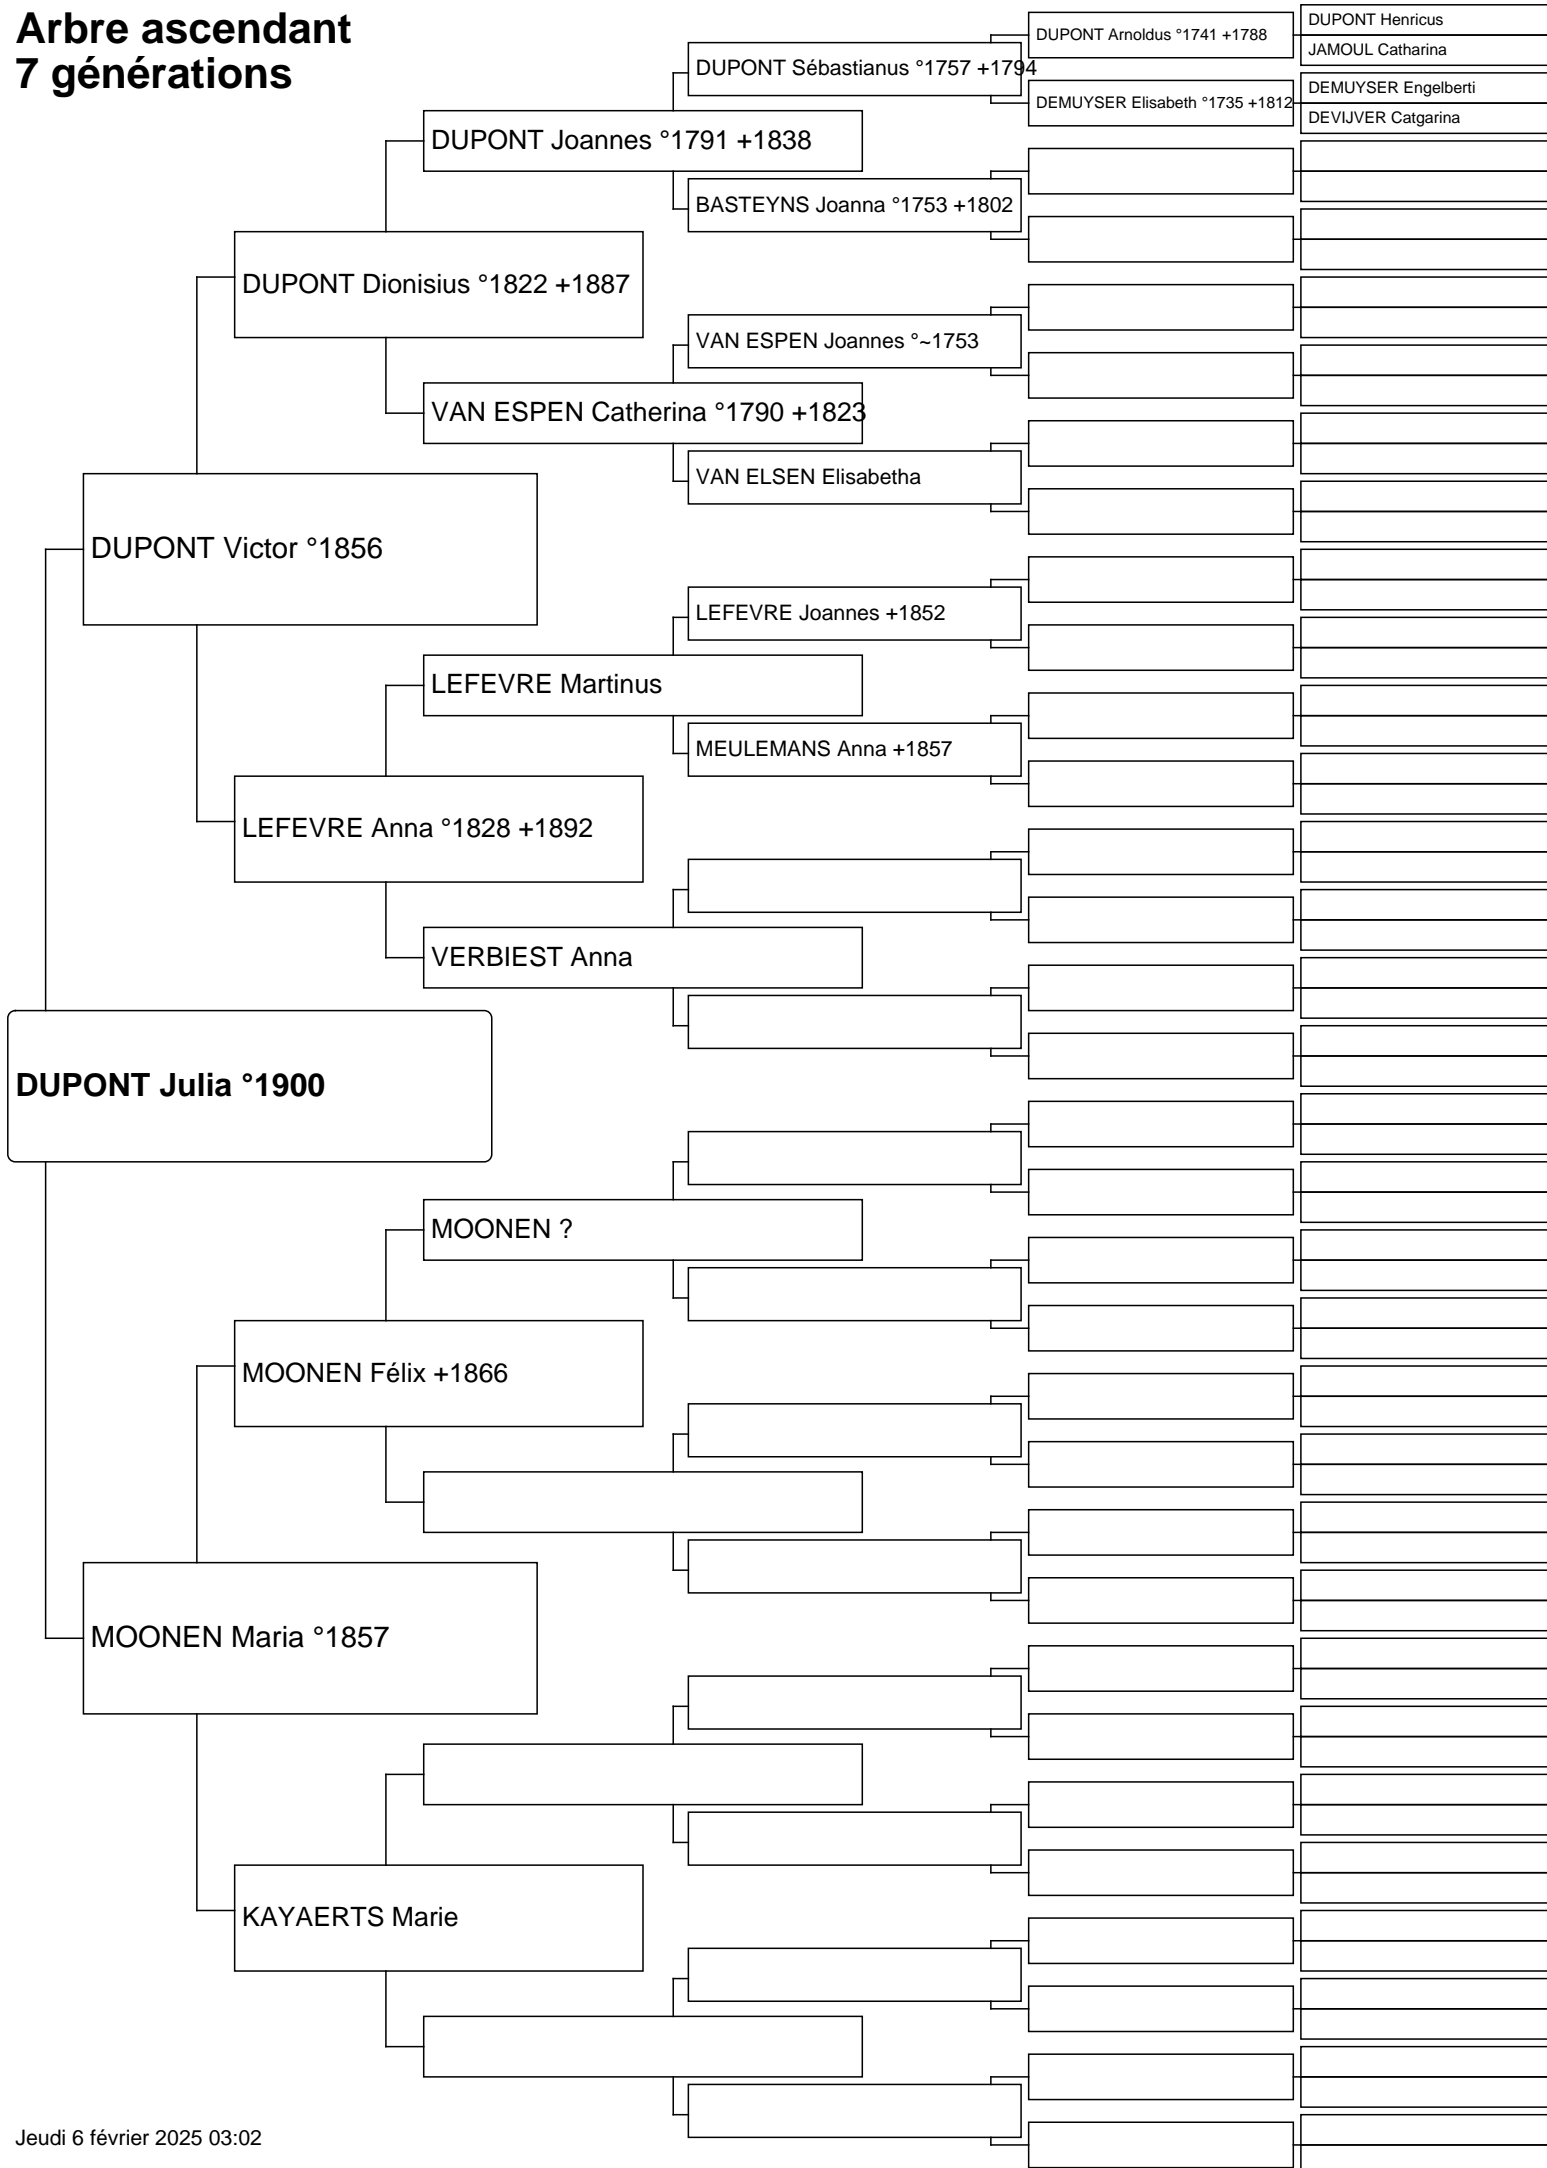 Arbre ascendant
7 générations
DUPONT Henricus
DUPONT Arnoldus °1741 +1788
JAMOUL Catharina
DUPONT Sébastianus °1757 +1794
DEMUYSER Engelberti
DEMUYSER Elisabeth °1735 +1812
DEVIJVER Catgarina
DUPONT Joannes °1791 +1838
BASTEYNS Joanna °1753 +1802
DUPONT Dionisius °1822 +1887
VAN ESPEN Joannes °~1753
VAN ESPEN Catherina °1790 +1823
VAN ELSEN Elisabetha
DUPONT Victor °1856
LEFEVRE Joannes +1852
LEFEVRE Martinus
MEULEMANS Anna +1857
LEFEVRE Anna °1828 +1892
VERBIEST Anna
DUPONT Julia °1900
MOONEN ?
MOONEN Félix +1866
MOONEN Maria °1857
KAYAERTS Marie
Jeudi 6 février 2025 03:02